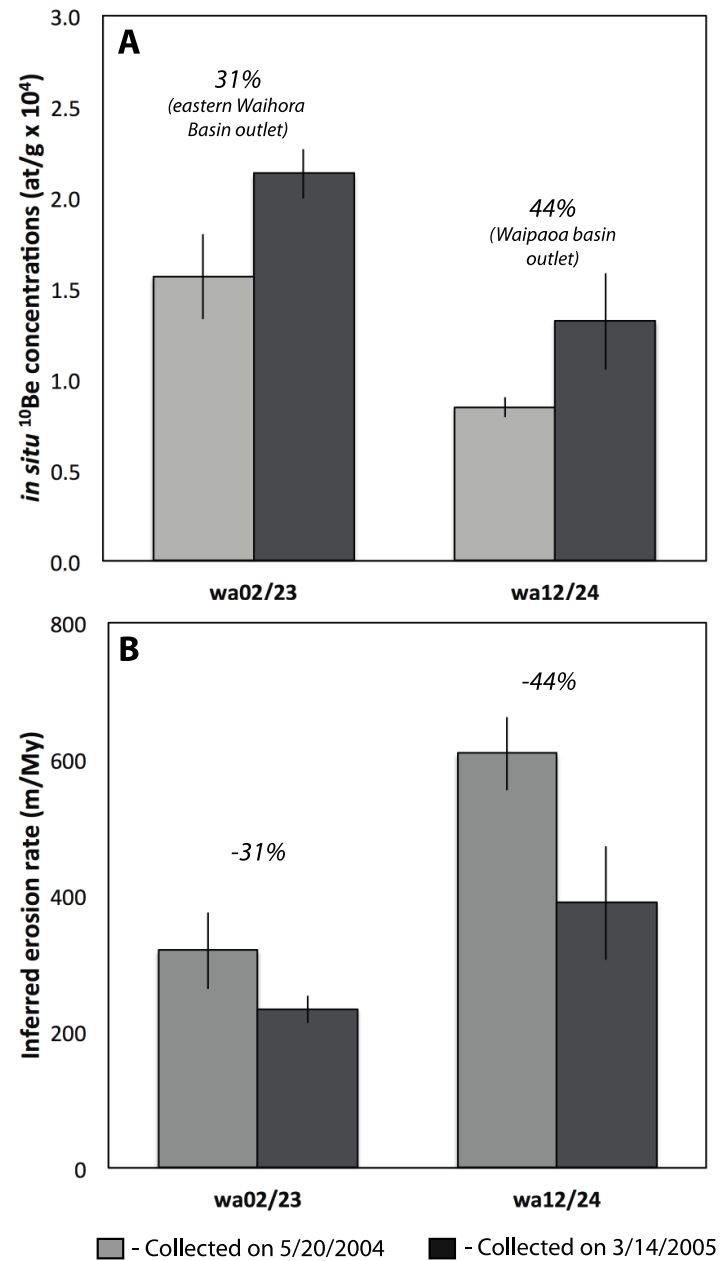 3.0
A
31%
(eastern Waihora
Basin outlet)
2.5
2.0
44%
(Waipaoa basin
outlet)
1.5
1.0
0.5
0.0
in situ ¹⁰Be concentrations (at/g x 10⁴)
wa02/23 wa12/24
800
B
-44%
600
-31%
400
200
0
Inferred erosion rate (m/My)
wa02/23 wa12/24
- Collected on 5/20/2004 - Collected on 3/14/2005